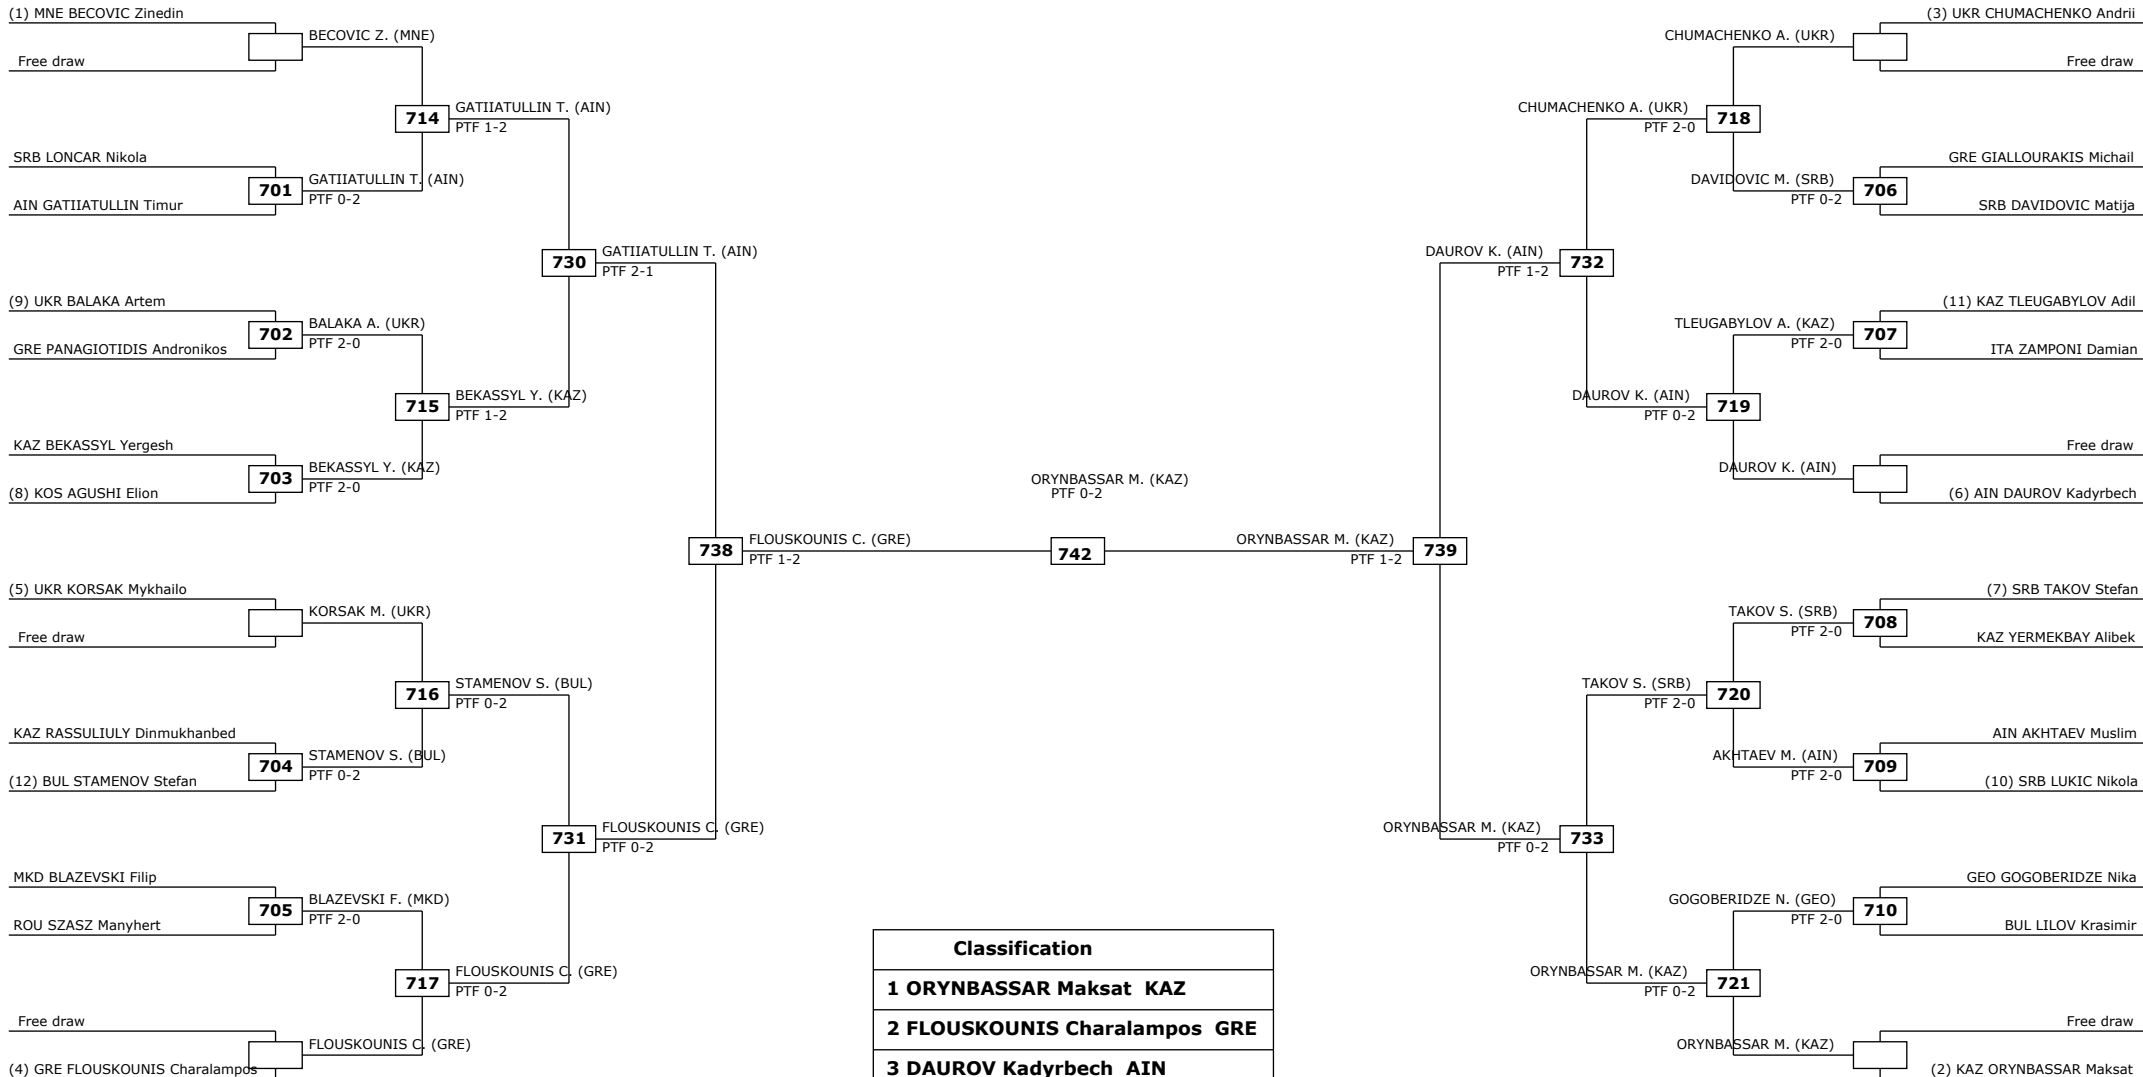 (1) MNE BECOVIC Zinedin
BECOVIC Z. (MNE)
Free draw
714
GATIIATULLIN T. (AIN)
PTF 1-2
SRB LONCAR Nikola
701
GATIIATULLIN T. (AIN)
PTF 0-2
AIN GATIIATULLIN Timur
730
GATIIATULLIN T. (AIN)
PTF 2-1
(9) UKR BALAKA Artem
702
BALAKA A. (UKR)
PTF 2-0
GRE PANAGIOTIDIS Andronikos
715
BEKASSYL Y. (KAZ)
PTF 1-2
KAZ BEKASSYL Yergesh
703
BEKASSYL Y. (KAZ)
PTF 2-0
(8) KOS AGUSHI Elion
738
FLOUSKOUNIS C. (GRE)
PTF 1-2
(5) UKR KORSAK Mykhailo
KORSAK M. (UKR)
Free draw
716
STAMENOV S. (BUL)
PTF 0-2
KAZ RASSULIULY Dinmukhanbed
704
STAMENOV S. (BUL)
PTF 0-2
(12) BUL STAMENOV Stefan
731
FLOUSKOUNIS C. (GRE)
PTF 0-2
MKD BLAZEVSKI Filip
705
BLAZEVSKI F. (MKD)
PTF 2-0
ROU SZASZ Manyhert
717
FLOUSKOUNIS C. (GRE)
PTF 0-2
Free draw
FLOUSKOUNIS C. (GRE)
(4) GRE FLOUSKOUNIS Charalampos
ORYNBASSAR M. (KAZ)
PTF 0-2
742
(3) UKR CHUMACHENKO Andrii
CHUMACHENKO A. (UKR)
Free draw
CHUMACHENKO A. (UKR)
PTF 2-0
718
GRE GIALLOURAKIS Michail
DAVIDOVIC M. (SRB)
PTF 0-2
706
SRB DAVIDOVIC Matija
DAUROV K. (AIN)
PTF 1-2
732
(11) KAZ TLEUGABYLOV Adil
TLEUGABYLOV A. (KAZ)
PTF 2-0
707
ITA ZAMPONI Damian
DAUROV K. (AIN)
PTF 0-2
719
Free draw
DAUROV K. (AIN)
(6) AIN DAUROV Kadyrbech
ORYNBASSAR M. (KAZ)
PTF 1-2
739
(7) SRB TAKOV Stefan
TAKOV S. (SRB)
PTF 2-0
708
KAZ YERMEKBAY Alibek
TAKOV S. (SRB)
PTF 2-0
720
AIN AKHTAEV Muslim
AKHTAEV M. (AIN)
PTF 2-0
709
(10) SRB LUKIC Nikola
ORYNBASSAR M. (KAZ)
PTF 0-2
733
GEO GOGOBERIDZE Nika
GOGOBERIDZE N. (GEO)
PTF 2-0
710
BUL LILOV Krasimir
ORYNBASSAR M. (KAZ)
PTF 0-2
721
Free draw
ORYNBASSAR M. (KAZ)
(2) KAZ ORYNBASSAR Maksat
Classification
1 ORYNBASSAR Maksat KAZ
2 FLOUSKOUNIS Charalampos GRE
3 DAUROV Kadyrbech AIN